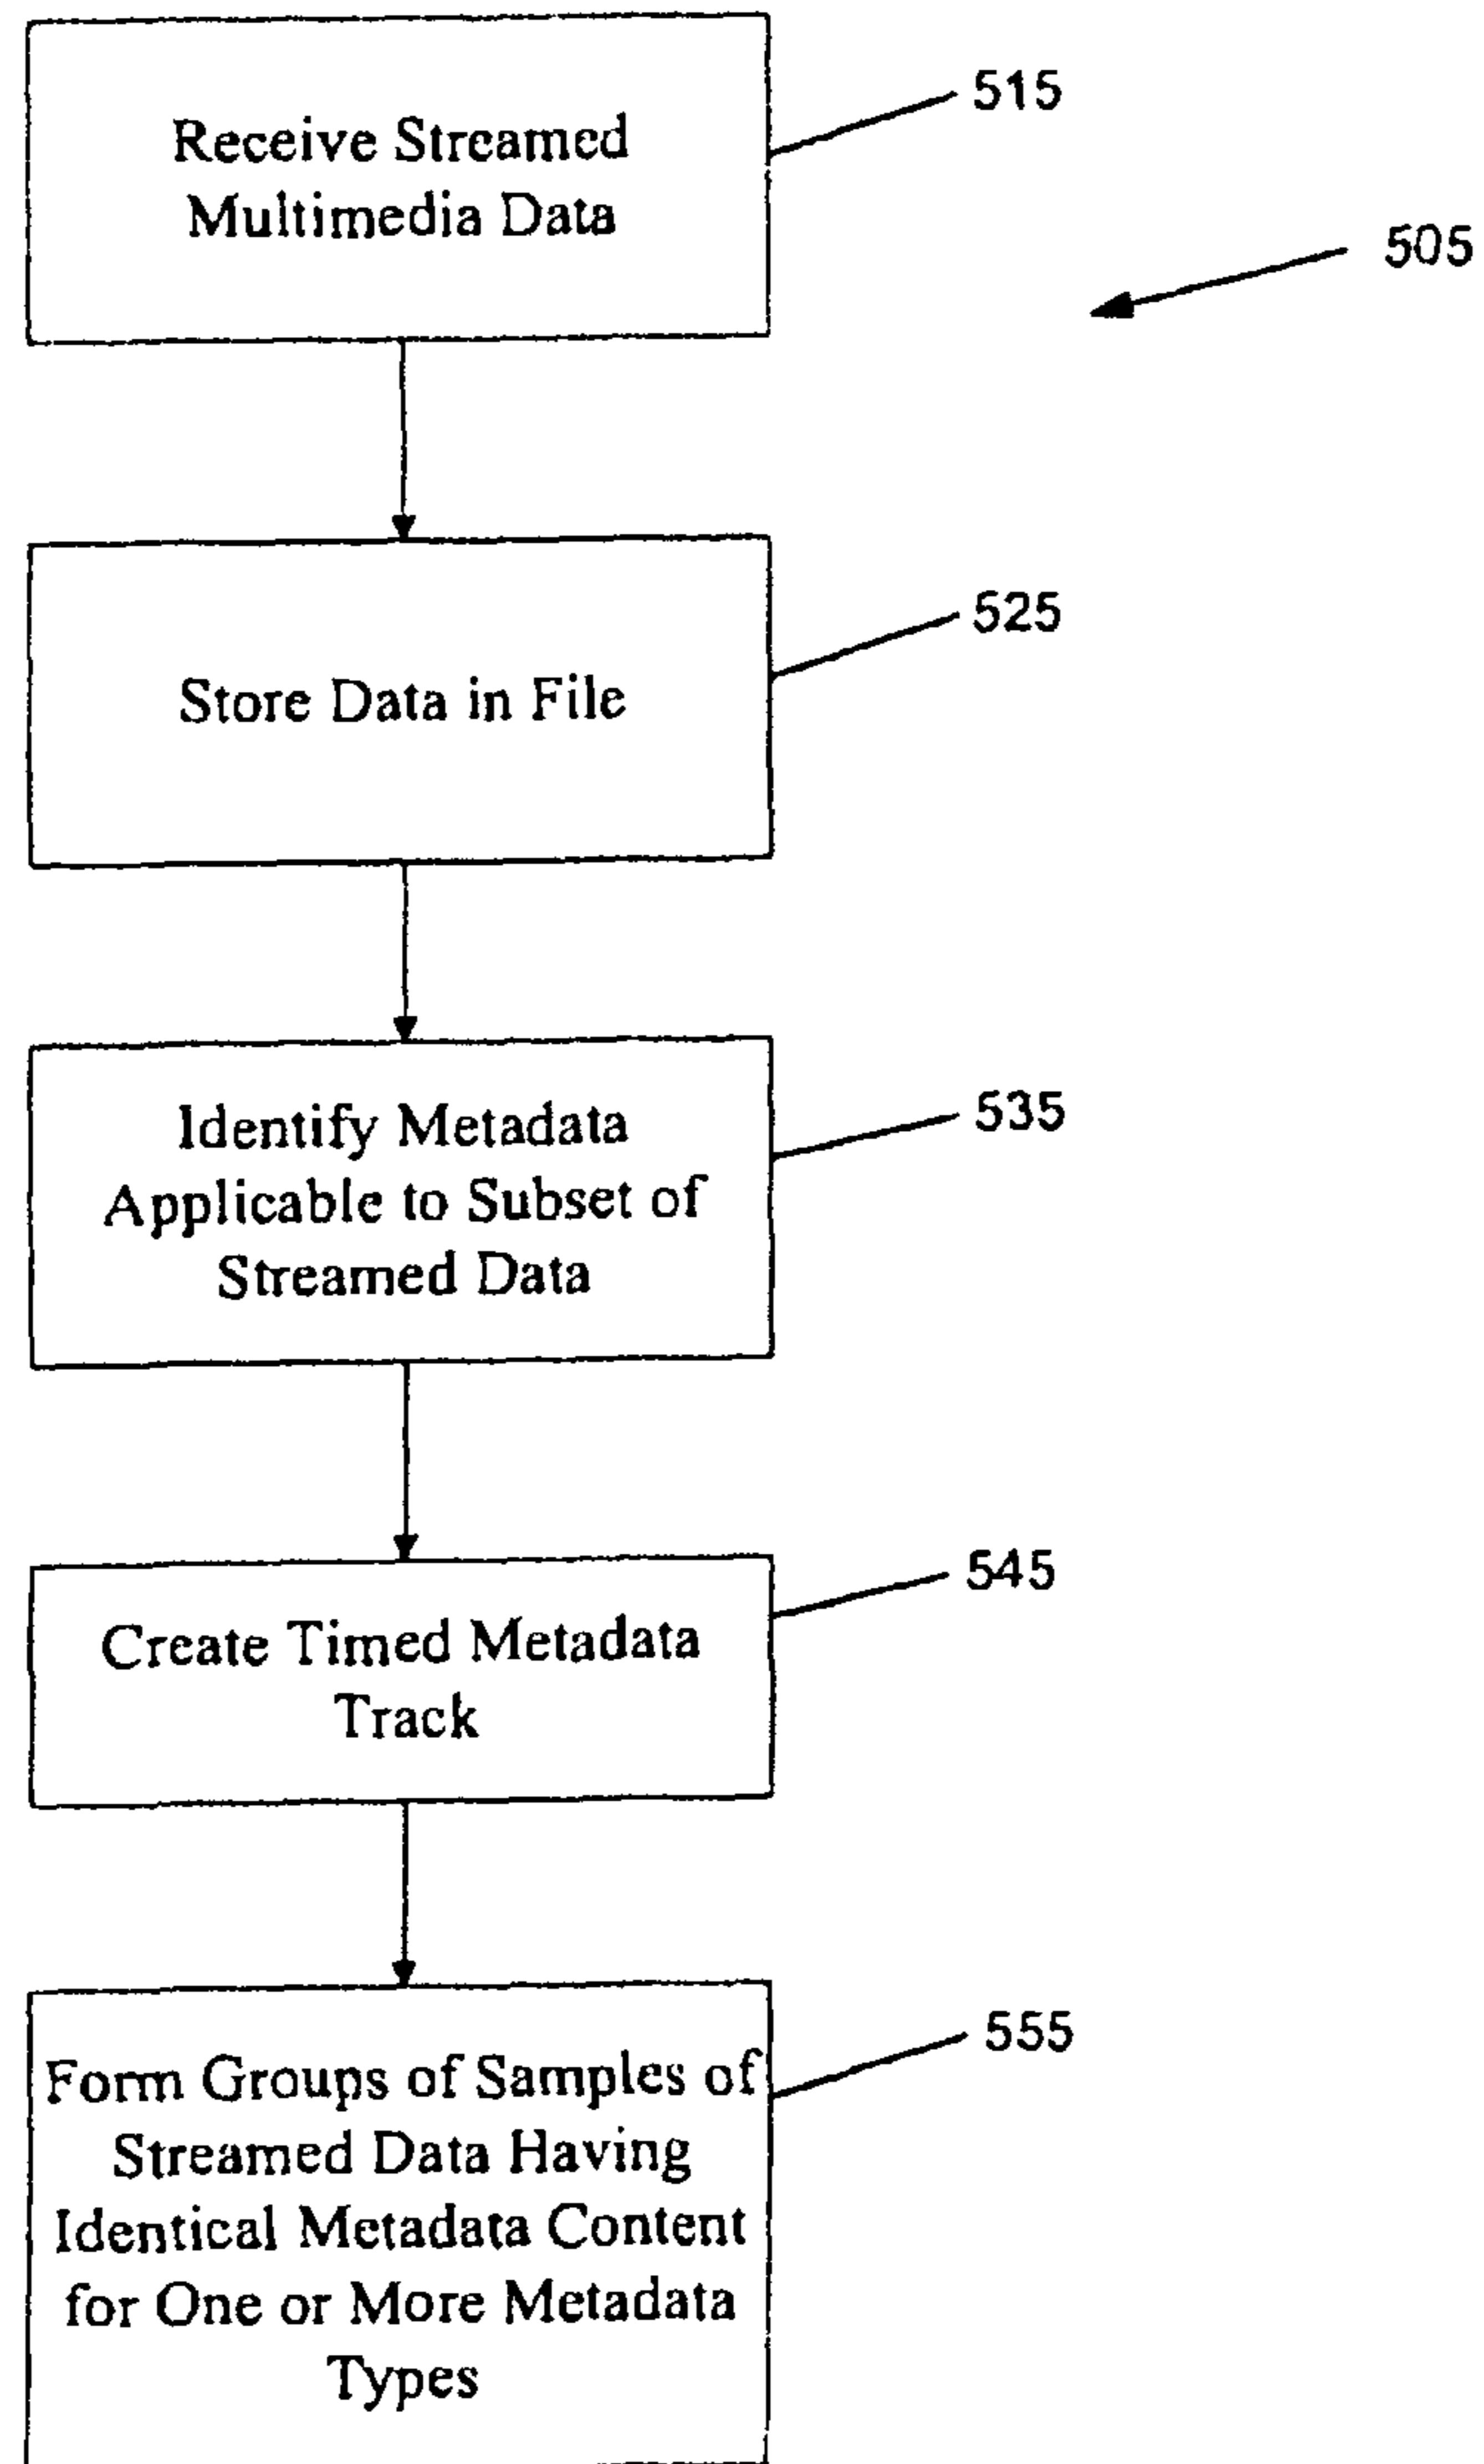 Receive Streamed
Multimedia Data
515
505
Store Data in File
525
Identify Metadata
Applicable to Subset of
Streamed Data
535
Create Timed Metadata
Track
545
Form Groups of Samples of
Streamed Data Having
Identical Metadata Content
for One or More Metadata
Types
555